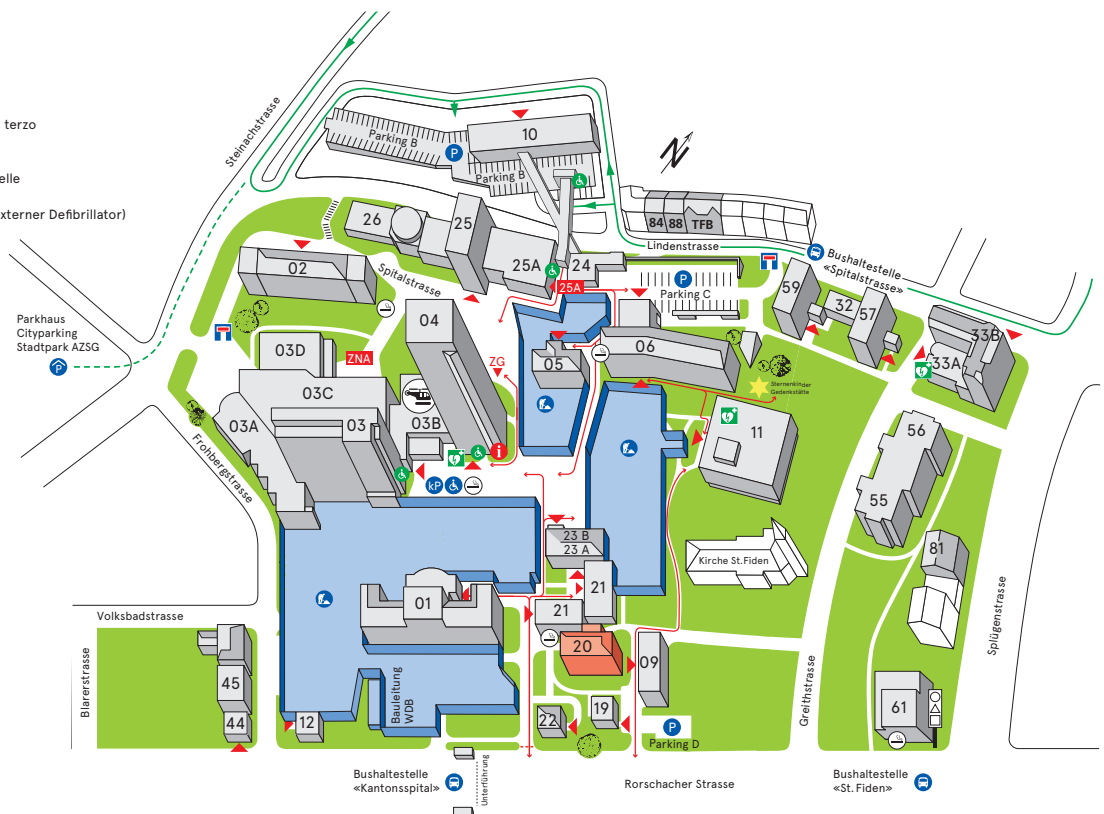 terzo
elle
xterner Defibrillator)
Steinachstrasse
Parking B
P
10
Parking B
N
84 88 TFB
Lindenstrasse
Bushaltestelle
«Spitalstrasse»
26
25
25A
24
02
Spitalstrasse
25A
P
Parking C
59
32
57
33B
33A
Parkhaus
Cityparking
Stadtpark AZSG
P
04
03D
ZNA
ZG
05
06
Sternenkinder
Gedenkstätte
03C
03A
03
03B
i
kP
11
56
55
Frohbergstrasse
23 B
23 A
Kirche St.Fiden
81
21
21
01
20
09
Volksbadstrasse
Blarerstrasse
45
44
12
Bauleitung
WDB
22
19
P
Parking D
Greithstrasse
Splügenstrasse
61
Unterführung
Bushaltestelle
«Kantonsspital»
Rorschacher Strasse
Bushaltestelle
«St. Fiden»